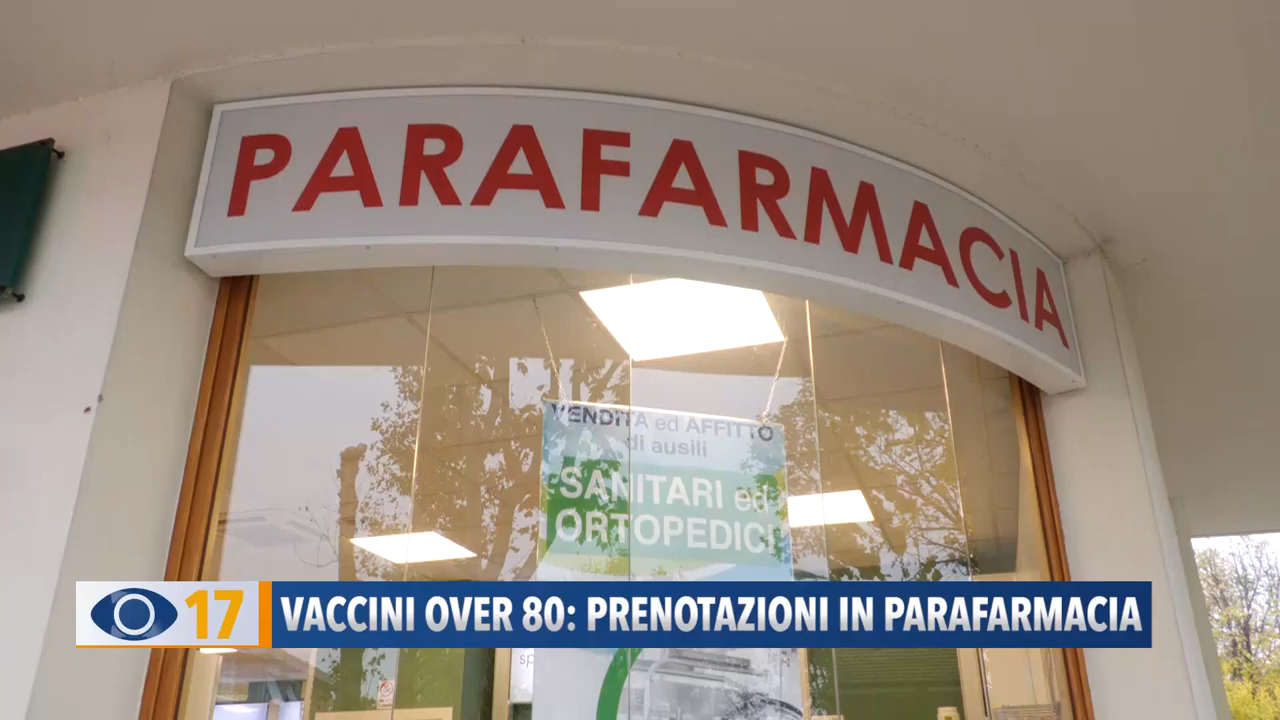 PARAFARMACIA
VENDITA ed AFFITTO
di ausili
SANITARI ed
ORTOPEDICI
17 VACCINI OVER 80: PRENOTAZIONI IN PARAFARMACIA